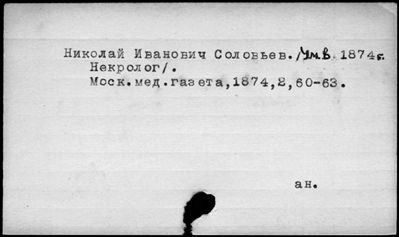 Николай Иванович Соловьев./Ум.в 1874г.
Некролог/.
Моск.мед.газета,1874,2,60-63.
ан.